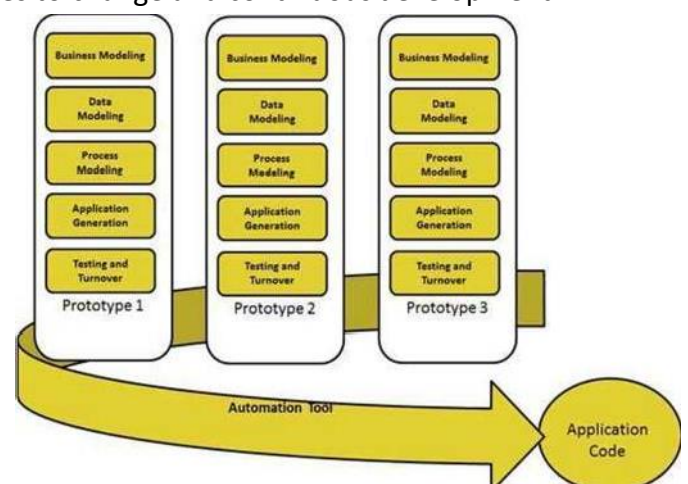 Business Modeling
Data
Modeling
Process
Modeling
Application
Generation
Testing and
Turnover
Prototype 1
Business Modeling
Data
Modeling
Process
Modeling
Application
Generation
Testing and
Turnover
Prototype 2
Business Modeling
Data
Modeling
Process
Modeling
Application
Generation
Testing and
Turnover
Prototype 3
Automation Tool
Application
Code